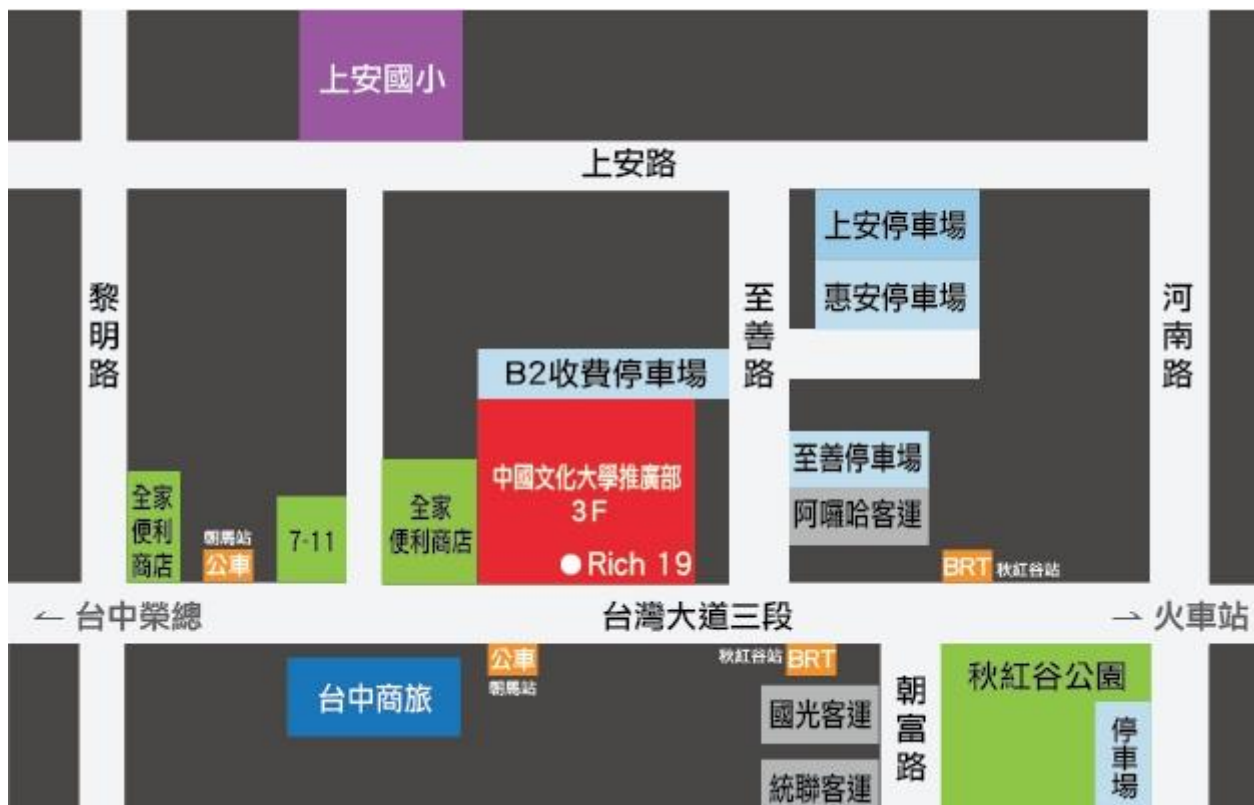 上安國小
上安路
上安停車場
惠安停車場
黎明路
至善路
河南路
B2收費停車場
中國文化大學推廣部
3F
Rich 19
至善停車場
阿囉哈客運
全家
便利
商店
朝馬站
公車
7-11
全家
便利商店
BRT 秋紅谷站
← 台中榮總
台灣大道三段
→ 火車站
台中商旅
公車
朝馬站
秋紅谷站 BRT
國光客運
統聯客運
朝富路
秋紅谷公園
停車場